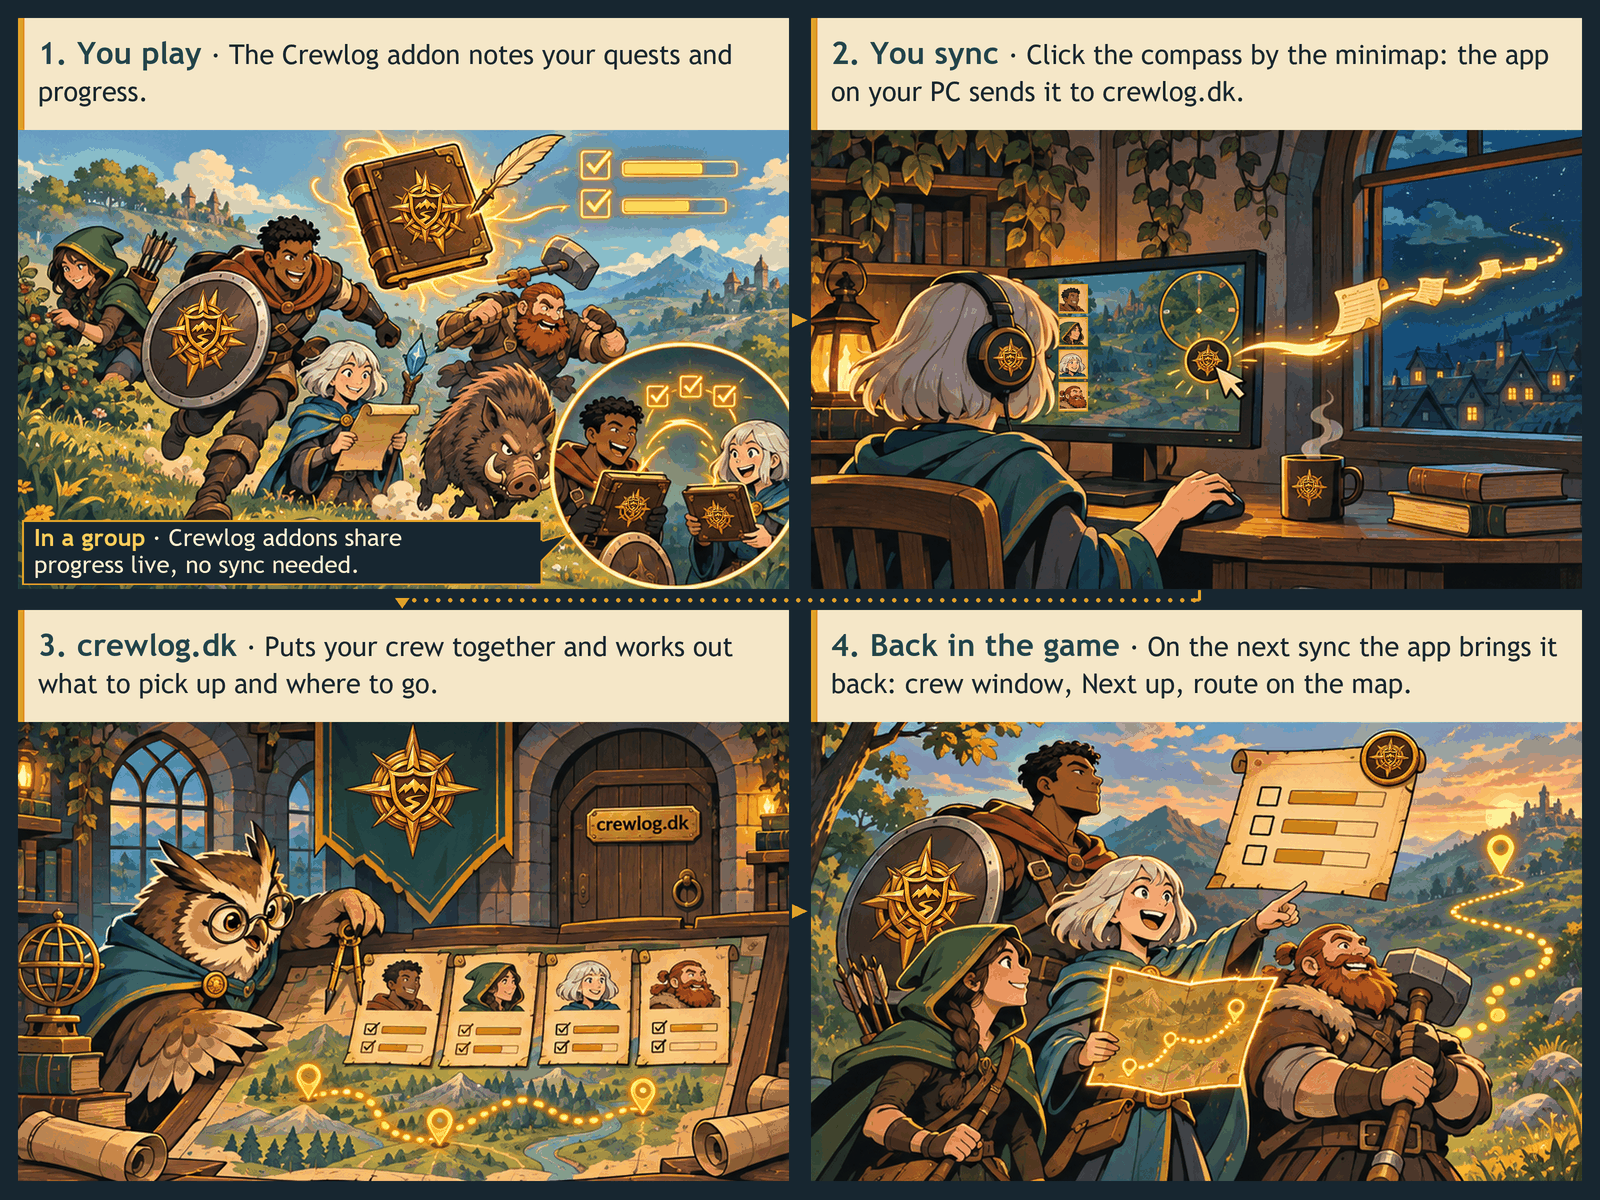 1. You play · The Crewlog addon notes your quests and
progress.
In a group · Crewlog addons share
progress live, no sync needed.
2. You sync · Click the compass by the minimap: the app
on your PC sends it to crewlog.dk.
3. crewlog.dk · Puts your crew together and works out
what to pick up and where to go.
crewlog.dk
4. Back in the game · On the next sync the app brings it
back: crew window, Next up, route on the map.